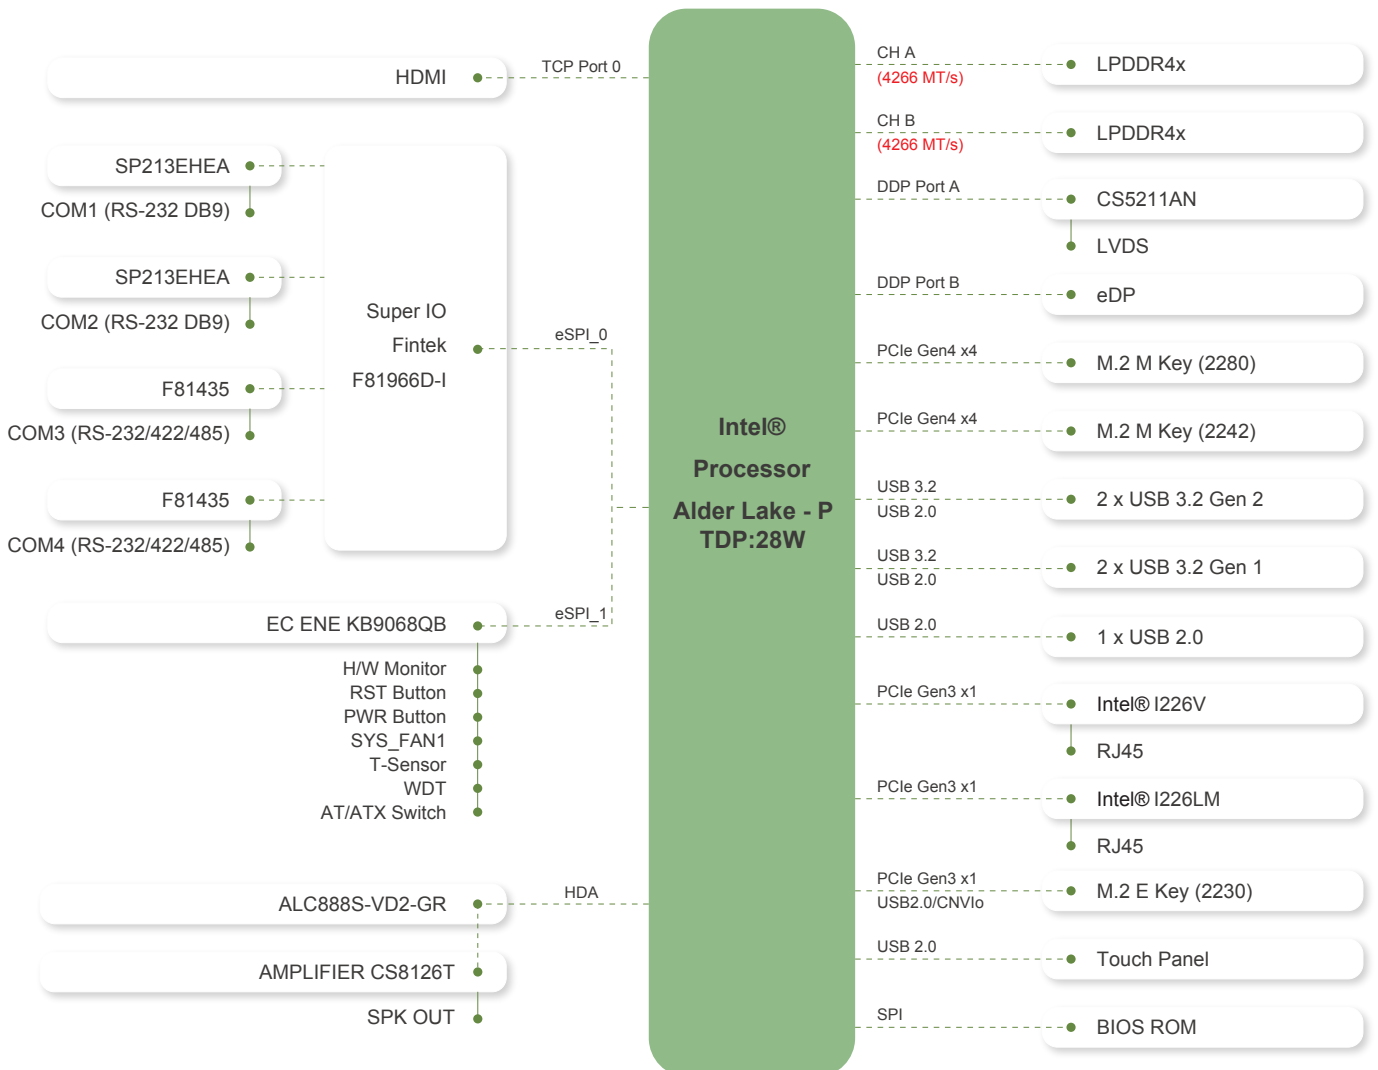 HDMI
TCP Port 0
SP213EHEA
COM1 (RS-232 DB9)
SP213EHEA
COM2 (RS-232 DB9)
F81435
COM3 (RS-232/422/485)
F81435
COM4 (RS-232/422/485)
Super IO
Fintek
F81966D-I
eSPI_0
EC ENE KB9068QB
eSPI_1
H/W Monitor
RST Button
PWR Button
SYS_FAN1
T-Sensor
WDT
AT/ATX Switch
ALC888S-VD2-GR
HDA
AMPLIFIER CS8126T
SPK OUT
Intel®
Processor
Alder Lake - P
TDP:28W
CH A
(4266 MT/s)
LPDDR4x
CH B
(4266 MT/s)
LPDDR4x
DDP Port A
CS5211AN
LVDS
DDP Port B
eDP
PCIe Gen4 x4
M.2 M Key (2280)
PCIe Gen4 x4
M.2 M Key (2242)
USB 3.2
USB 2.0
2 x USB 3.2 Gen 2
USB 3.2
USB 2.0
2 x USB 3.2 Gen 1
USB 2.0
1 x USB 2.0
PCIe Gen3 x1
Intel® I226V
RJ45
PCIe Gen3 x1
Intel® I226LM
RJ45
PCIe Gen3 x1
USB2.0/CNVIo
M.2 E Key (2230)
USB 2.0
Touch Panel
SPI
BIOS ROM